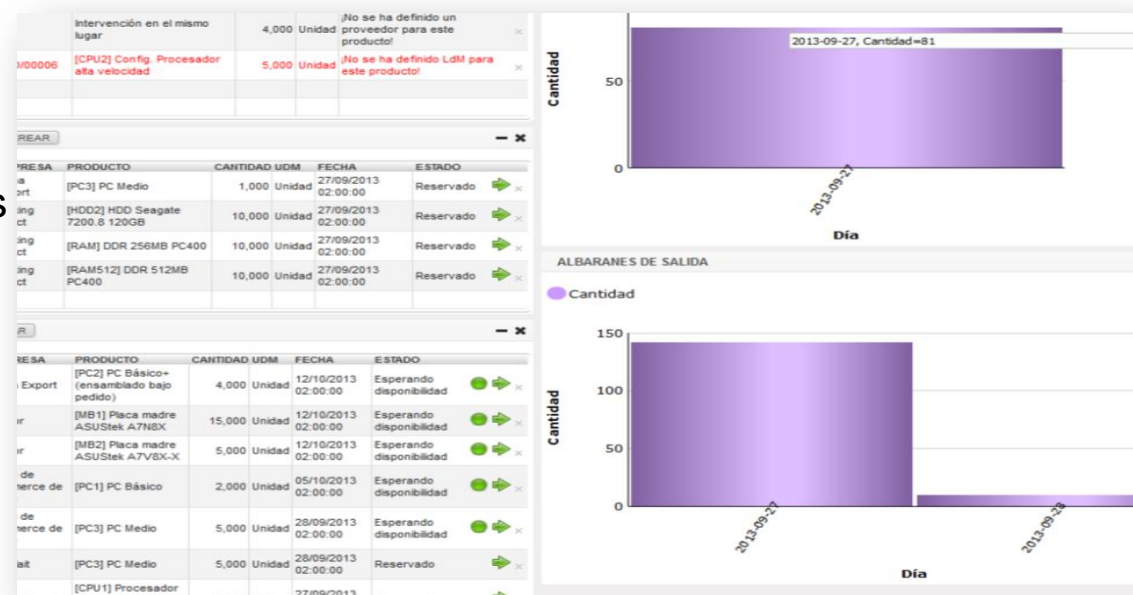 Intervención en el mismo lugar 4,000 Unidad ¡No se ha definido un proveedor para este producto! ×
/00006 [CPU2] Config. Procesador alta velocidad 5,000 Unidad ¡No se ha definido LdM para este producto! ×
REAR
PRODUCTO CANTIDAD UDM FECHA ESTADO
[PC3] PC Medio 1,000 Unidad 27/09/2013 02:00:00 Reservado ×
[HDD2] HDD Seagate 7200.8 120GB 10,000 Unidad 27/09/2013 02:00:00 Reservado ×
[RAM] DDR 256MB PC400 10,000 Unidad 27/09/2013 02:00:00 Reservado ×
[RAM512] DDR 512MB PC400 10,000 Unidad 27/09/2013 02:00:00 Reservado ×
s
RESA PRODUCTO CANTIDAD UDM FECHA ESTADO
Export [PC2] PC Básico+ (ensamblado bajo pedido) 4,000 Unidad 12/10/2013 02:00:00 Esperando disponibilidad ×
[MB1] Placa madre ASUStek A7N8X 15,000 Unidad 12/10/2013 02:00:00 Esperando disponibilidad ×
[MB2] Placa madre ASUStek A7V8X-X 5,000 Unidad 12/10/2013 02:00:00 Esperando disponibilidad ×
de merce de [PC1] PC Básico 2,000 Unidad 05/10/2013 02:00:00 Esperando disponibilidad ×
de merce de [PC3] PC Medio 5,000 Unidad 28/09/2013 02:00:00 Esperando disponibilidad ×
ait [PC3] PC Medio 5,000 Unidad 28/09/2013 02:00:00 Reservado ×
[CPU1] Procesador 27/09/2013
2013-09-27, Cantidad=81
Cantidad
50
0
2013-09-27
Día
ALBARANES DE SALIDA
Cantidad
150
100
50
0
Cantidad
2013-09-27
2013-09-28
Día